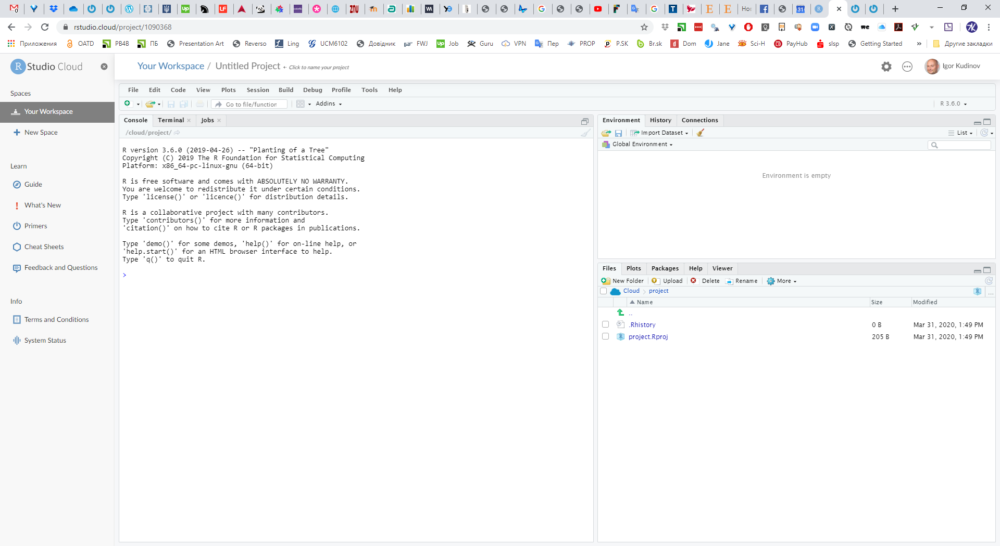 rstudio.cloud/project/1090368
Приложения OATD PB4B ПБ Presentation Art Reverso Ling UCM6102 Довідник FWJ Job Guru VPN Пер PROP P.SK Br.sk Dom Jane Sci-H PayHub slsp Getting Started » Другие закладки
R Studio Cloud
Your Workspace / Untitled Project ← Click to name your project
Igor Kudinov
Spaces
Your Workspace
New Space
Learn
Guide
What's New
Primers
Cheat Sheets
Feedback and Questions
Info
Terms and Conditions
System Status
File Edit Code View Plots Session Build Debug Profile Tools Help
Go to file/function Addins R 3.6.0
Console Terminal Jobs
/cloud/project/
R version 3.6.0 (2019-04-26) -- "Planting of a Tree"
Copyright (C) 2019 The R Foundation for Statistical Computing
Platform: x86_64-pc-linux-gnu (64-bit)
R is free software and comes with ABSOLUTELY NO WARRANTY.
You are welcome to redistribute it under certain conditions.
Type 'license()' or 'licence()' for distribution details.
R is a collaborative project with many contributors.
Type 'contributors()' for more information and
'citation()' on how to cite R or R packages in publications.
Type 'demo()' for some demos, 'help()' for on-line help, or
'help.start()' for an HTML browser interface to help.
Type 'q()' to quit R.
>
Environment History Connections
Import Dataset List
Global Environment
Environment is empty
Files Plots Packages Help Viewer
New Folder Upload Delete Rename More
Cloud project ...
Name Size Modified
..
.Rhistory 0 B Mar 31, 2020, 1:49 PM
project.Rproj 205 B Mar 31, 2020, 1:49 PM